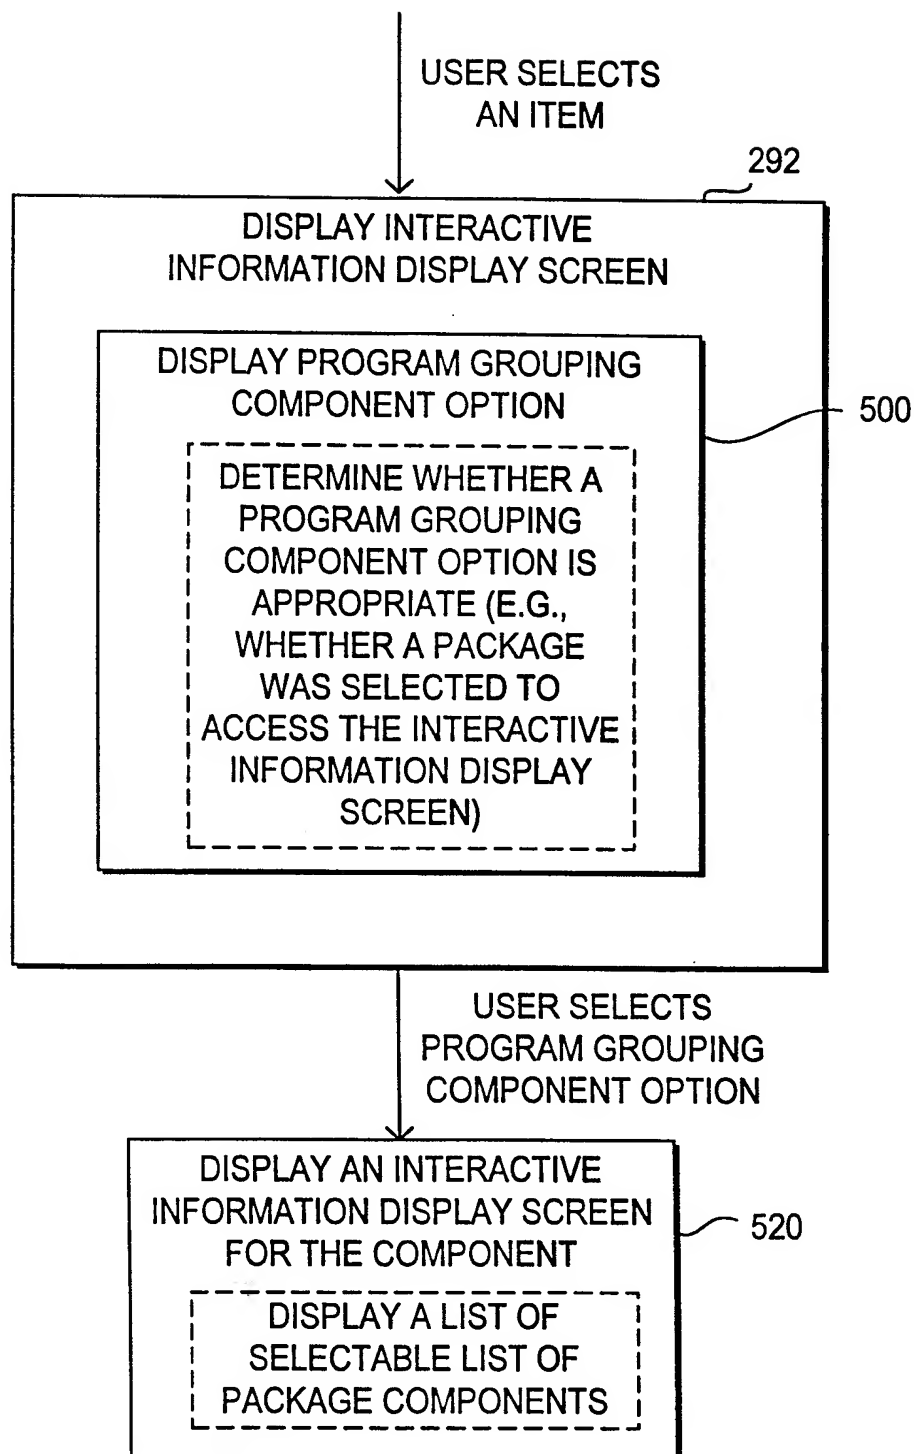 USER SELECTS
AN ITEM
292
DISPLAY INTERACTIVE
INFORMATION DISPLAY SCREEN
DISPLAY PROGRAM GROUPING
COMPONENT OPTION
500
DETERMINE WHETHER A
PROGRAM GROUPING
COMPONENT OPTION IS
APPROPRIATE (E.G.,
WHETHER A PACKAGE
WAS SELECTED TO
ACCESS THE INTERACTIVE
INFORMATION DISPLAY
SCREEN)
USER SELECTS
PROGRAM GROUPING
COMPONENT OPTION
DISPLAY AN INTERACTIVE
INFORMATION DISPLAY SCREEN
FOR THE COMPONENT
520
DISPLAY A LIST OF
SELECTABLE LIST OF
PACKAGE COMPONENTS